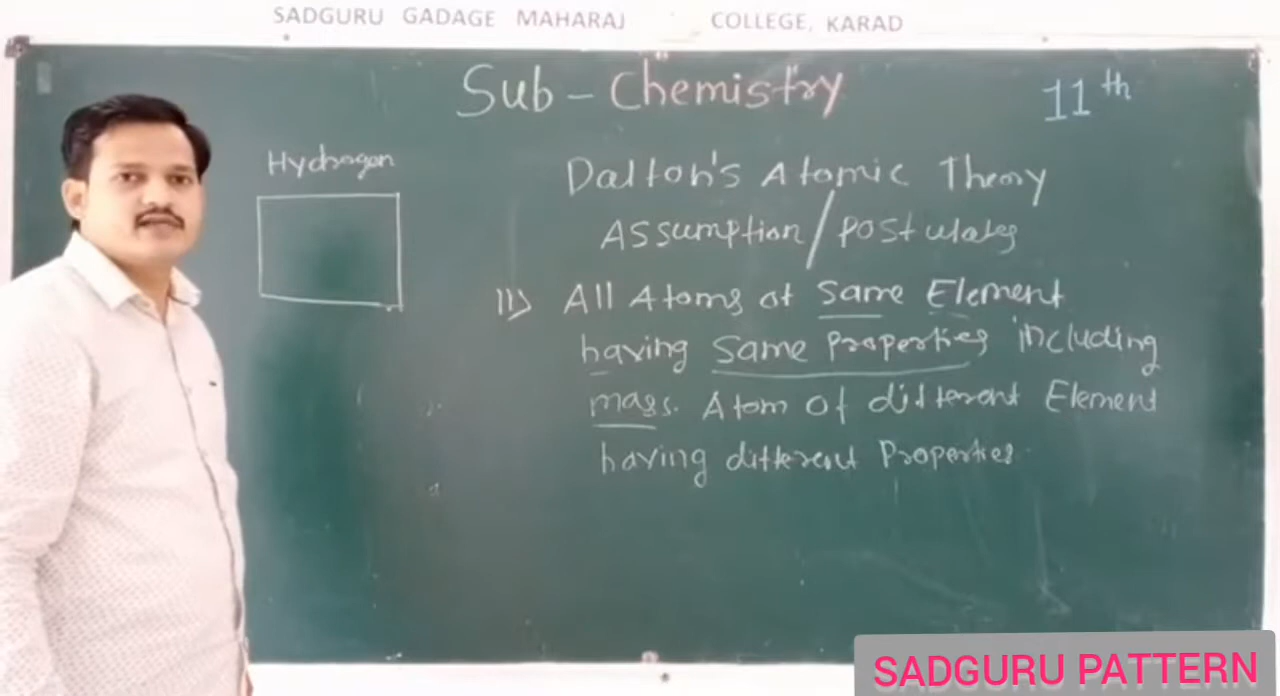 SADGURU GADAGE MAHARAJ COLLEGE, KARAD
Sub - Chemistry
11th
Hydrogen
Dalton's Atomic Theory
Assumption/postulates
II) All Atoms of Same Element
having Same Properties including
mass. Atom of different Element
having different Properties.
SADGURU PATTERN